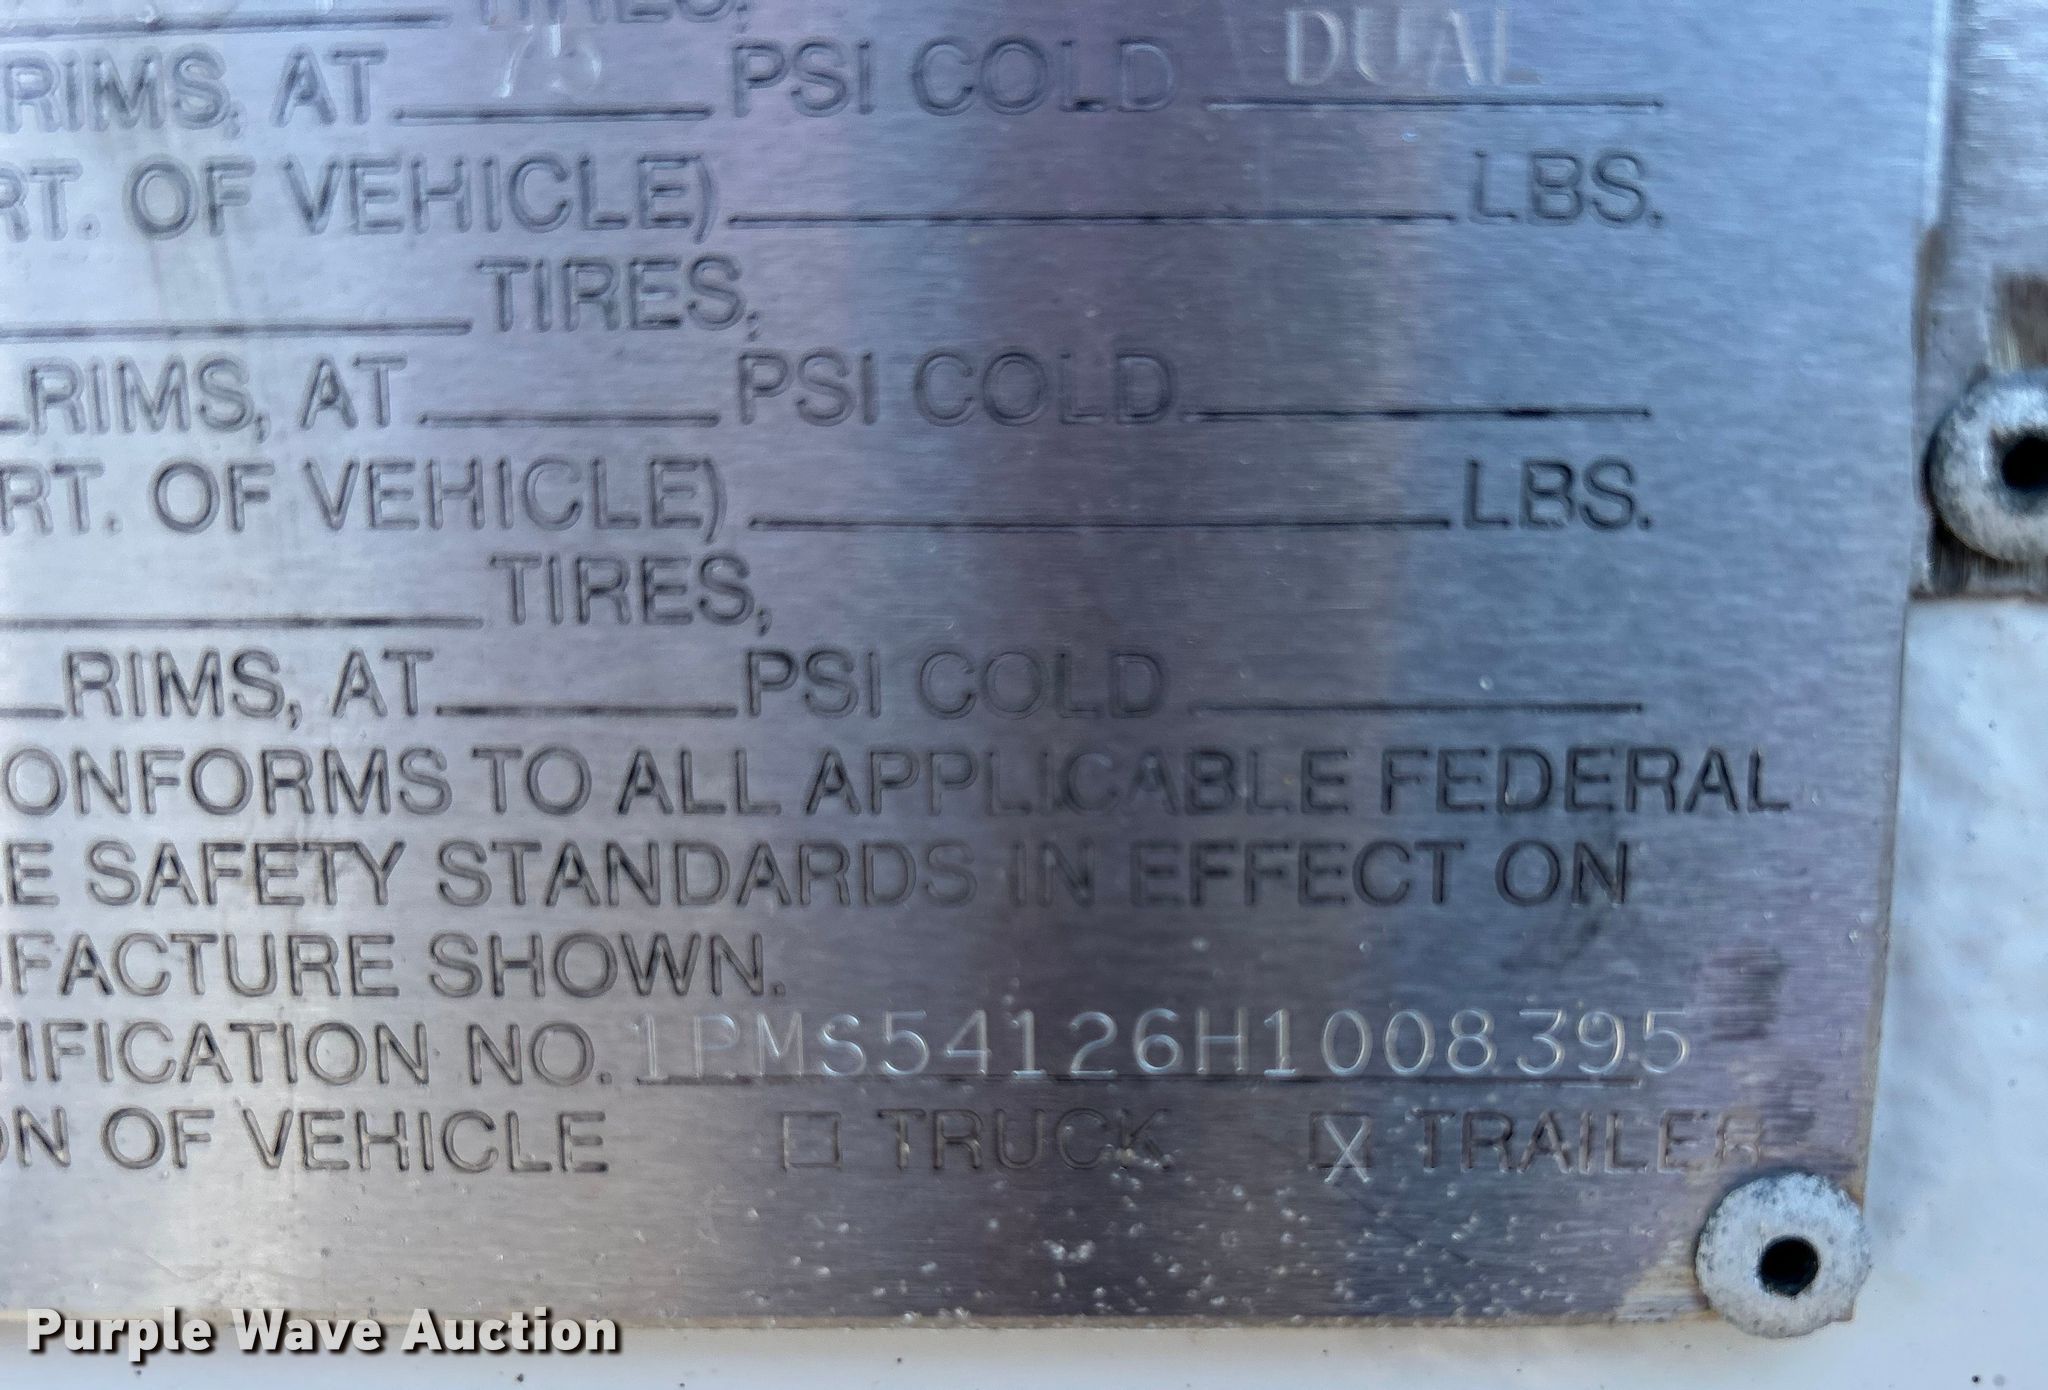 TIRES,
RIMS, AT 75 PSI COLD DUAL
RT. OF VEHICLE) LBS.
TIRES,
RIMS, AT PSI COLD
RT. OF VEHICLE) LBS.
TIRES,
RIMS, AT PSI COLD
ONFORMS TO ALL APPLICABLE FEDERAL
LE SAFETY STANDARDS IN EFFECT ON
UFACTURE SHOWN.
TIFICATION NO. 1PMS54126H1008395
ON OF VEHICLE TRUCK X TRAILER
Purple Wave Auction